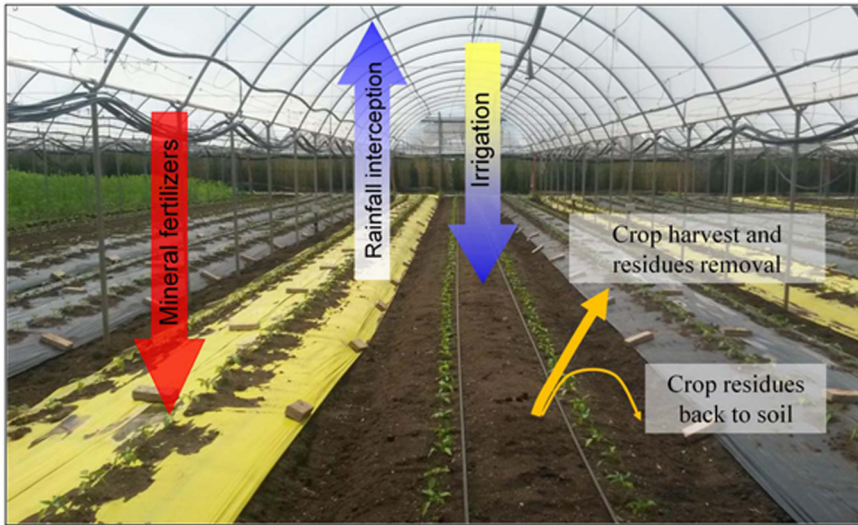 Mineral fertilizers
Rainfall interception
Irrigation
Crop harvest and
residues removal
Crop residues
back to soil